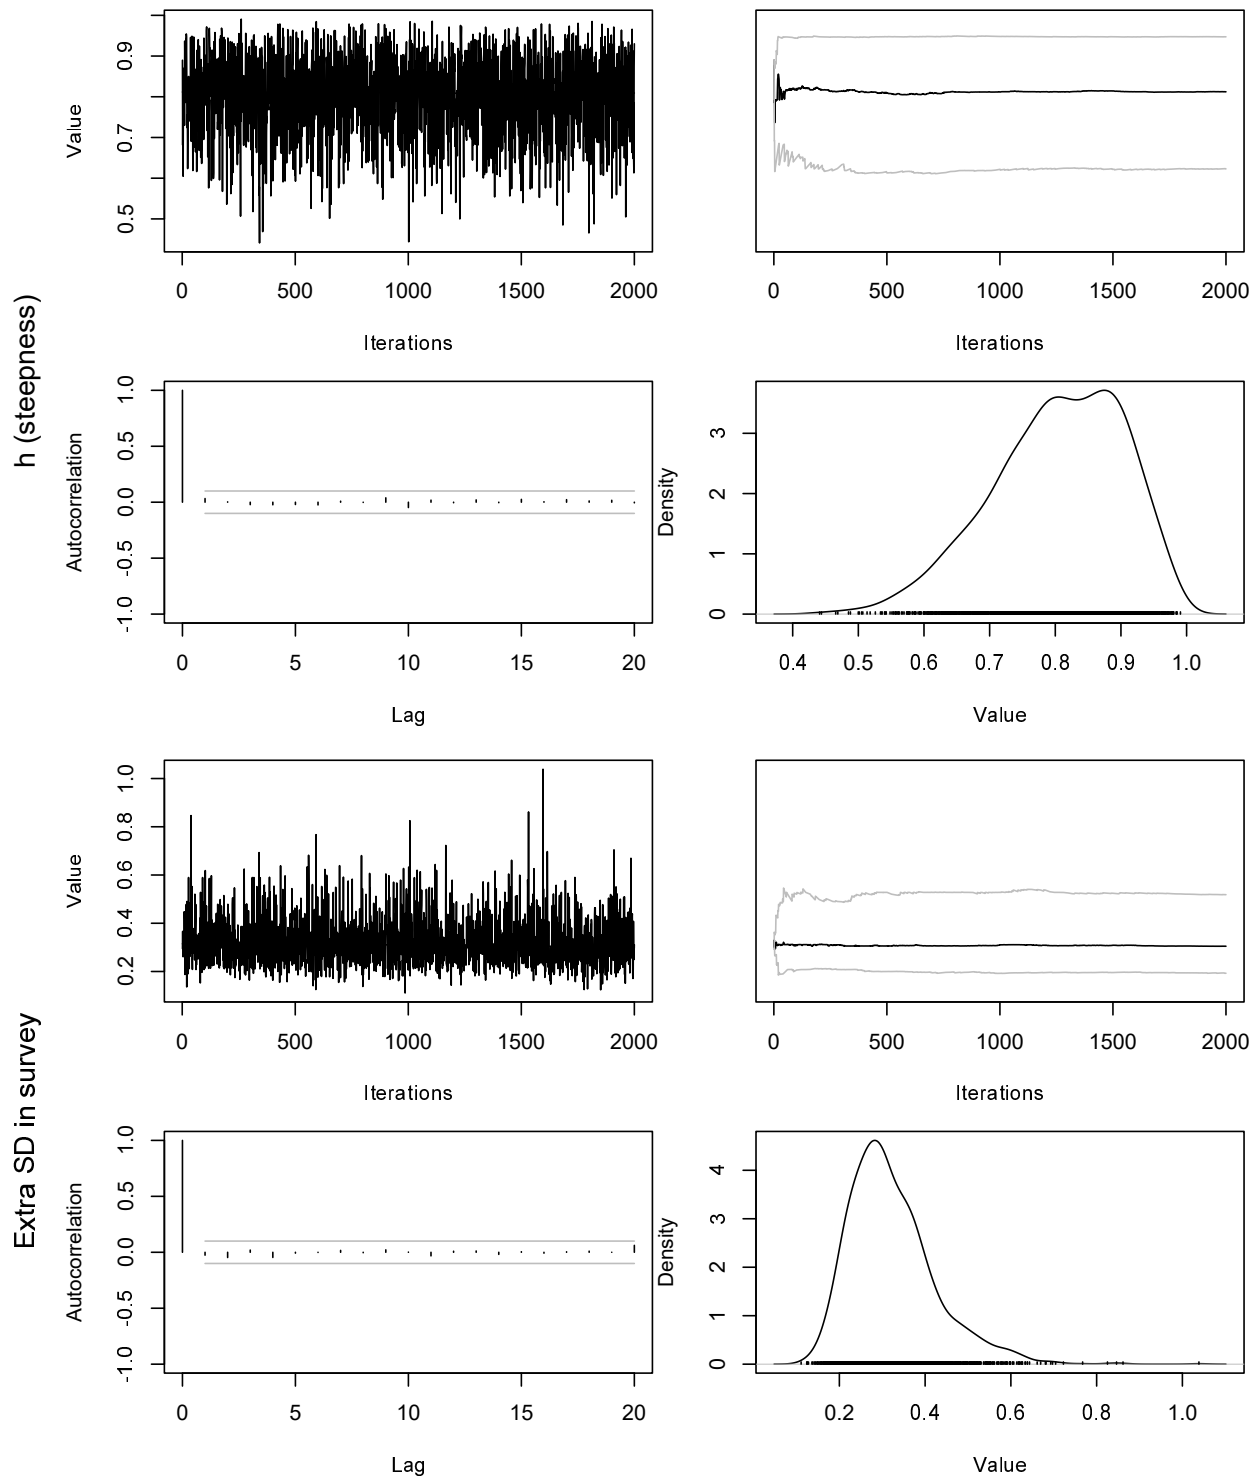 h (steepness)
Value
0.5 0.7 0.9
0 500 1000 1500 2000
Iterations
0 500 1000 1500 2000
Iterations
Autocorrelation
-1.0 -0.5 0.0 0.5 1.0
0 5 10 15 20
Lag
Density
0 1 2 3
0.4 0.5 0.6 0.7 0.8 0.9 1.0
Value
Extra SD in survey
Value
0.2 0.4 0.6 0.8 1.0
0 500 1000 1500 2000
Iterations
0 500 1000 1500 2000
Iterations
Autocorrelation
-1.0 -0.5 0.0 0.5 1.0
0 5 10 15 20
Lag
Density
0 1 2 3 4
0.2 0.4 0.6 0.8 1.0
Value